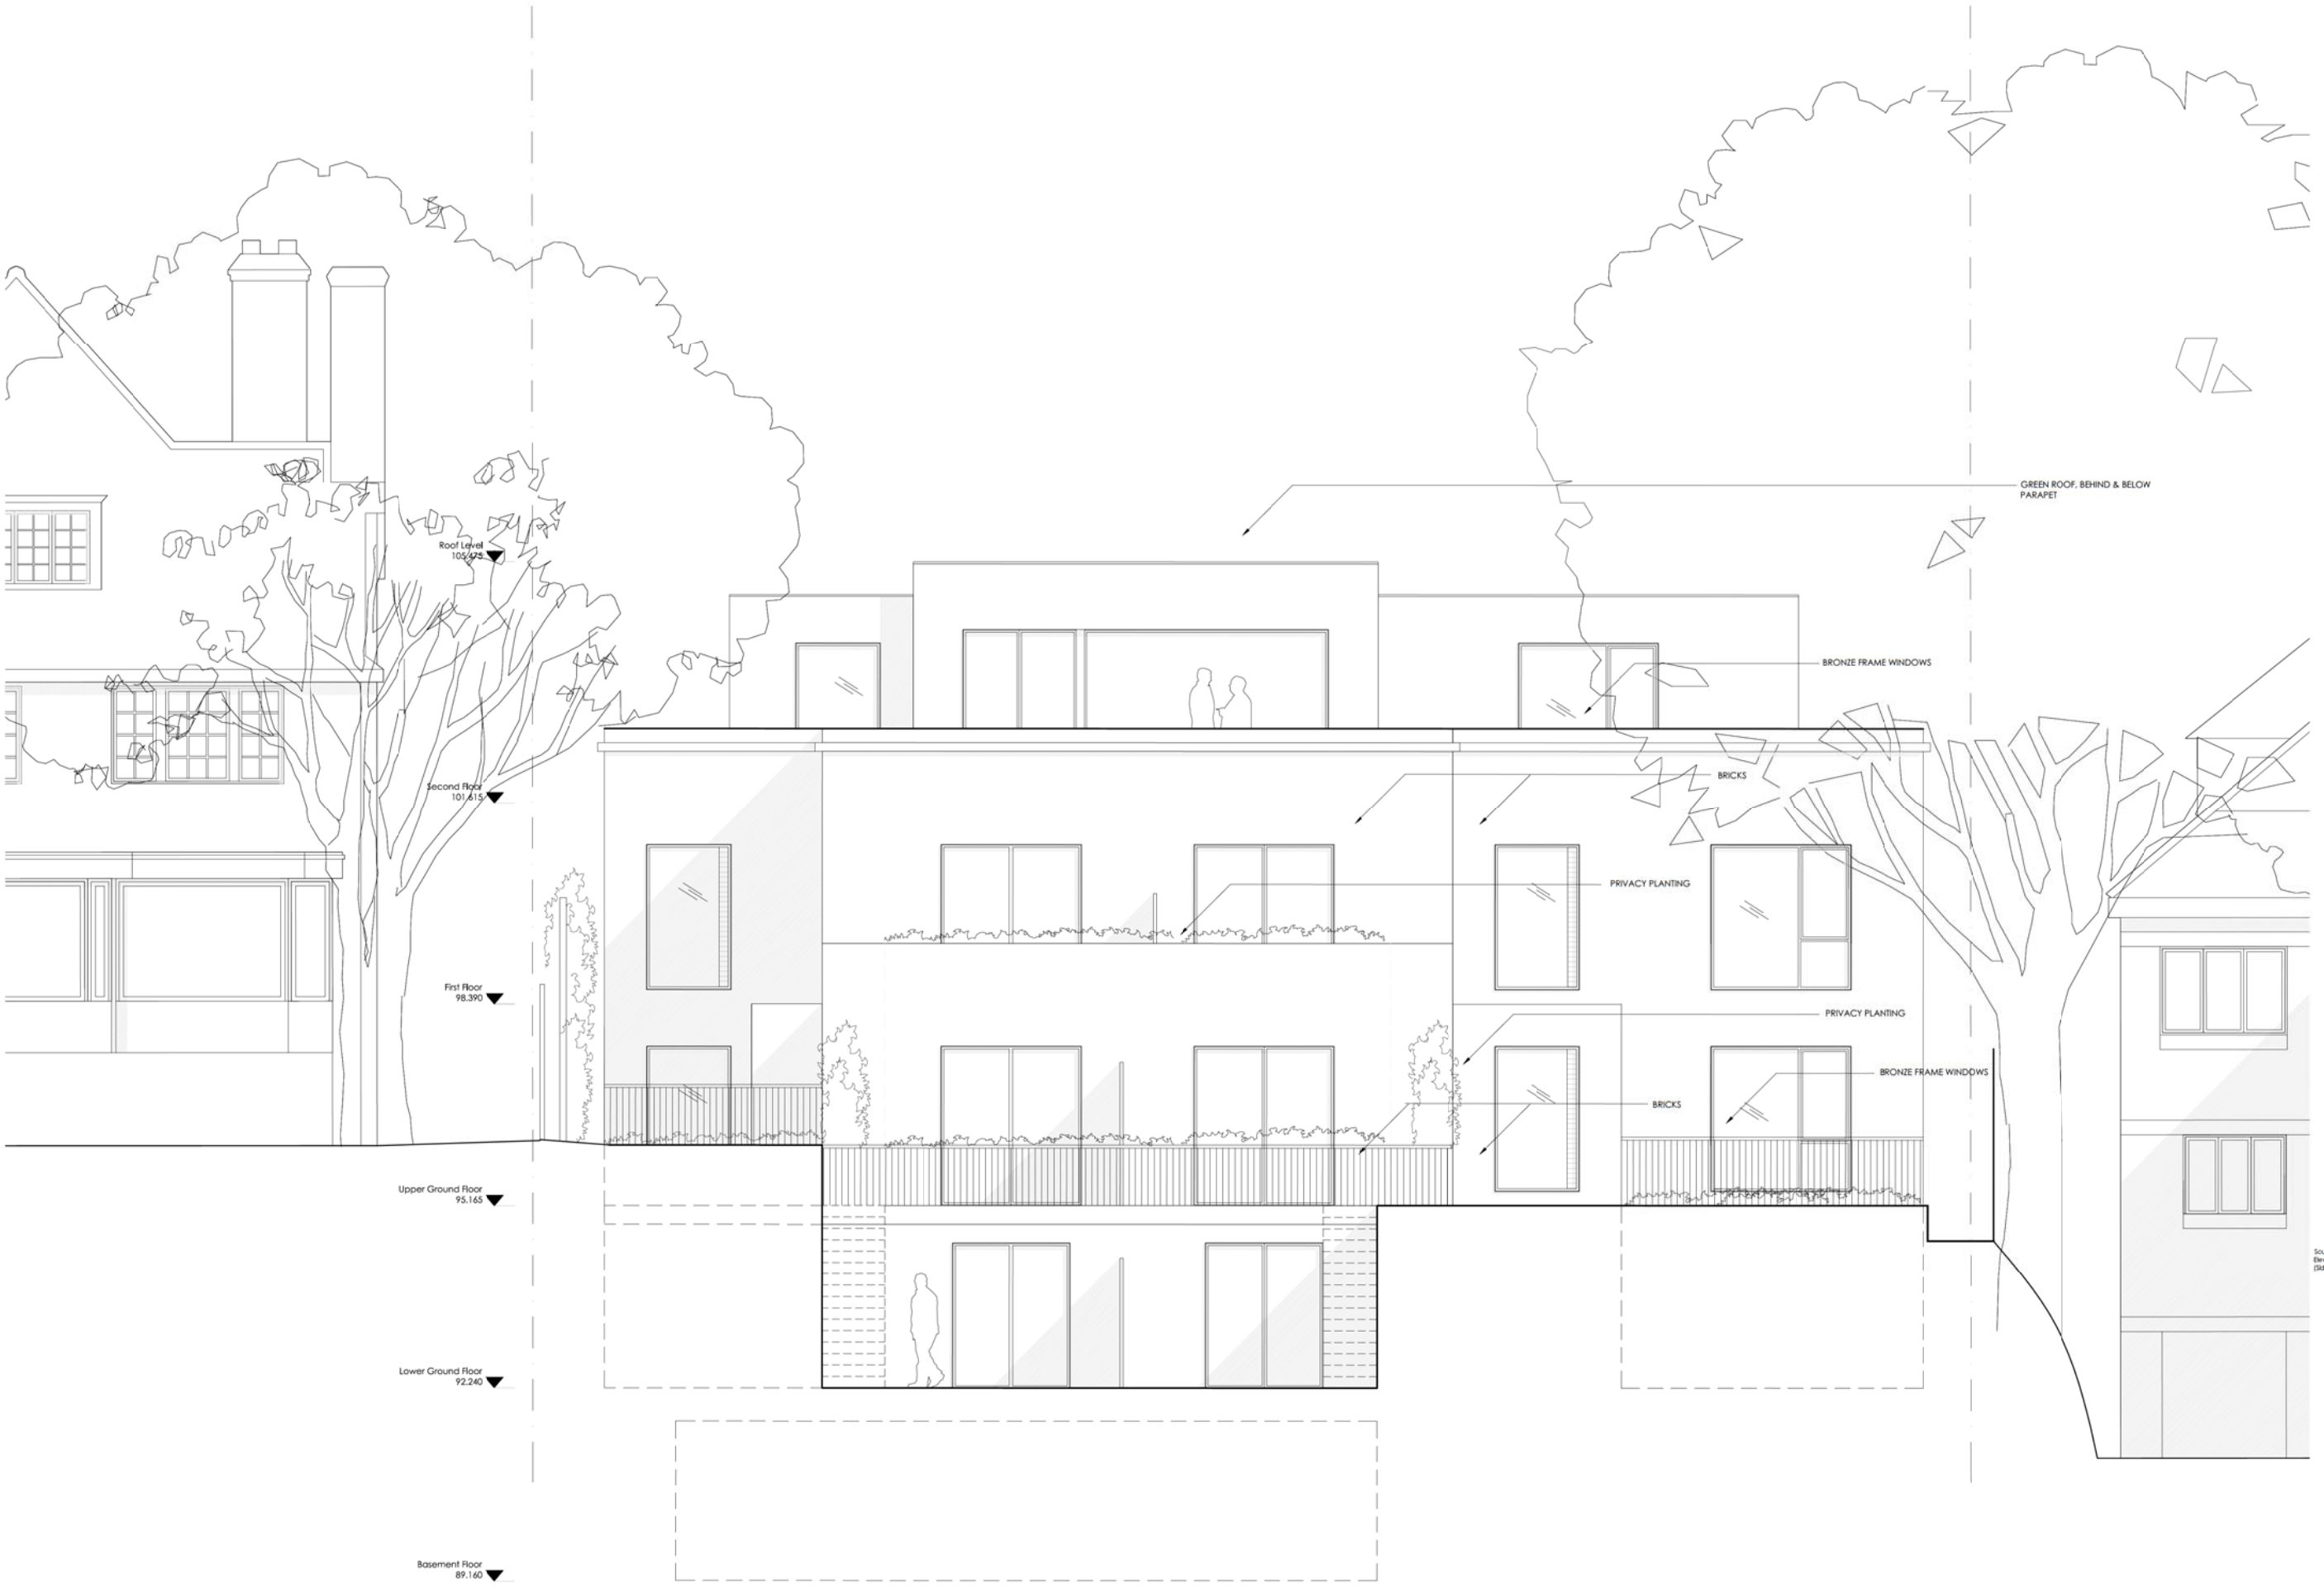 GREEN ROOF, BEHIND & BELOW
PARAPET
Roof Level
105.475
BRONZE FRAME WINDOWS
BRICKS
Second Floor
101.615
PRIVACY PLANTING
First Floor
98.390
PRIVACY PLANTING
BRONZE FRAME WINDOWS
BRICKS
Upper Ground Floor
95.165
Lower Ground Floor
92.240
Basement Floor
89.160